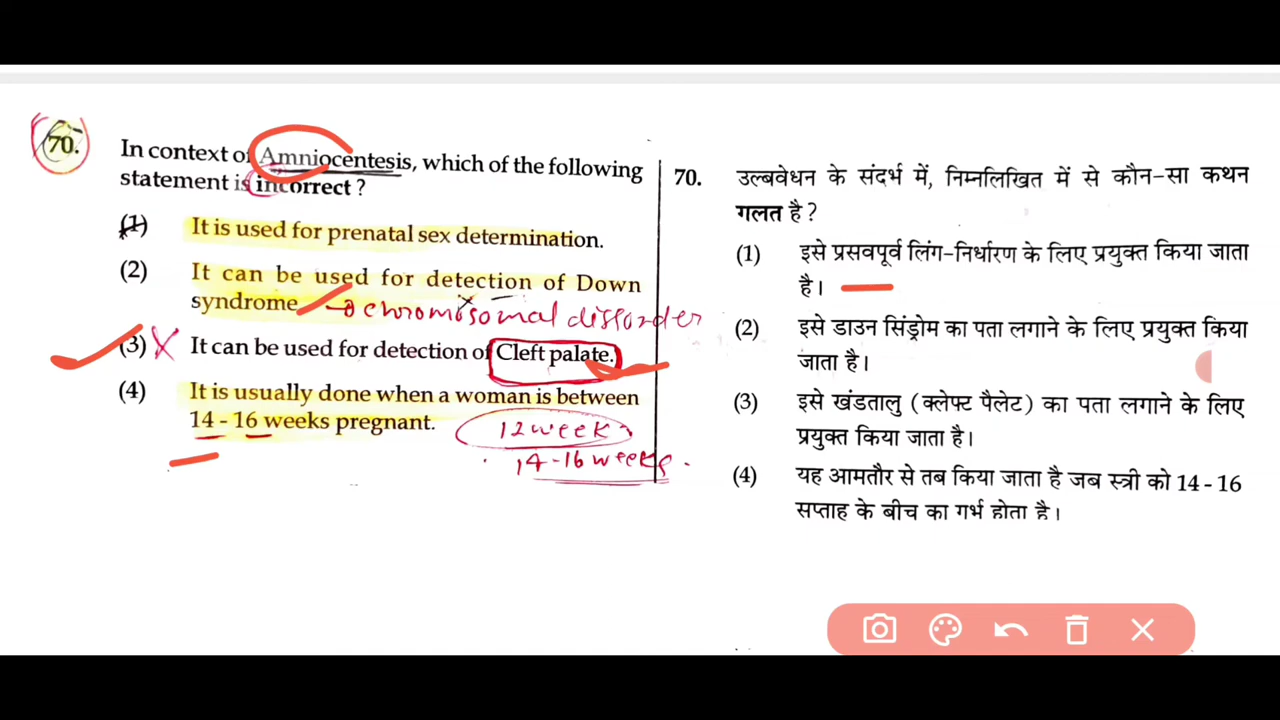 70.
In context of Amniocentesis, which of the following
statement is incorrect ?
(1) It is used for prenatal sex determination.
(2) It can be used for detection of Down
syndrome → chromosomal dissorder
(3) X It can be used for detection of Cleft palate.
(4) It is usually done when a woman is between
14 - 16 weeks pregnant.
12 week
14-16 weeks.
70. उल्बवेधन के संदर्भ में, निम्नलिखित में से कौन-सा कथन
गलत है ?
(1) इसे प्रसवपूर्व लिंग-निर्धारण के लिए प्रयुक्त किया जाता
है।
(2) इसे डाउन सिंड्रोम का पता लगाने के लिए प्रयुक्त किया
जाता है।
(3) इसे खंडतालु (क्लेफ्ट पैलेट) का पता लगाने के लिए
प्रयुक्त किया जाता है।
(4) यह आमतौर से तब किया जाता है जब स्त्री को 14 - 16
सप्ताह के बीच का गर्भ होता है।